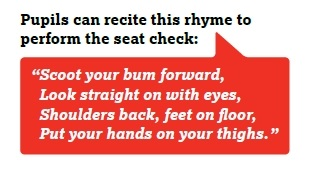 Pupils can recite this rhyme to
perform the seat check:
“Scoot your bum forward,
Look straight on with eyes,
Shoulders back, feet on floor,
Put your hands on your thighs.”